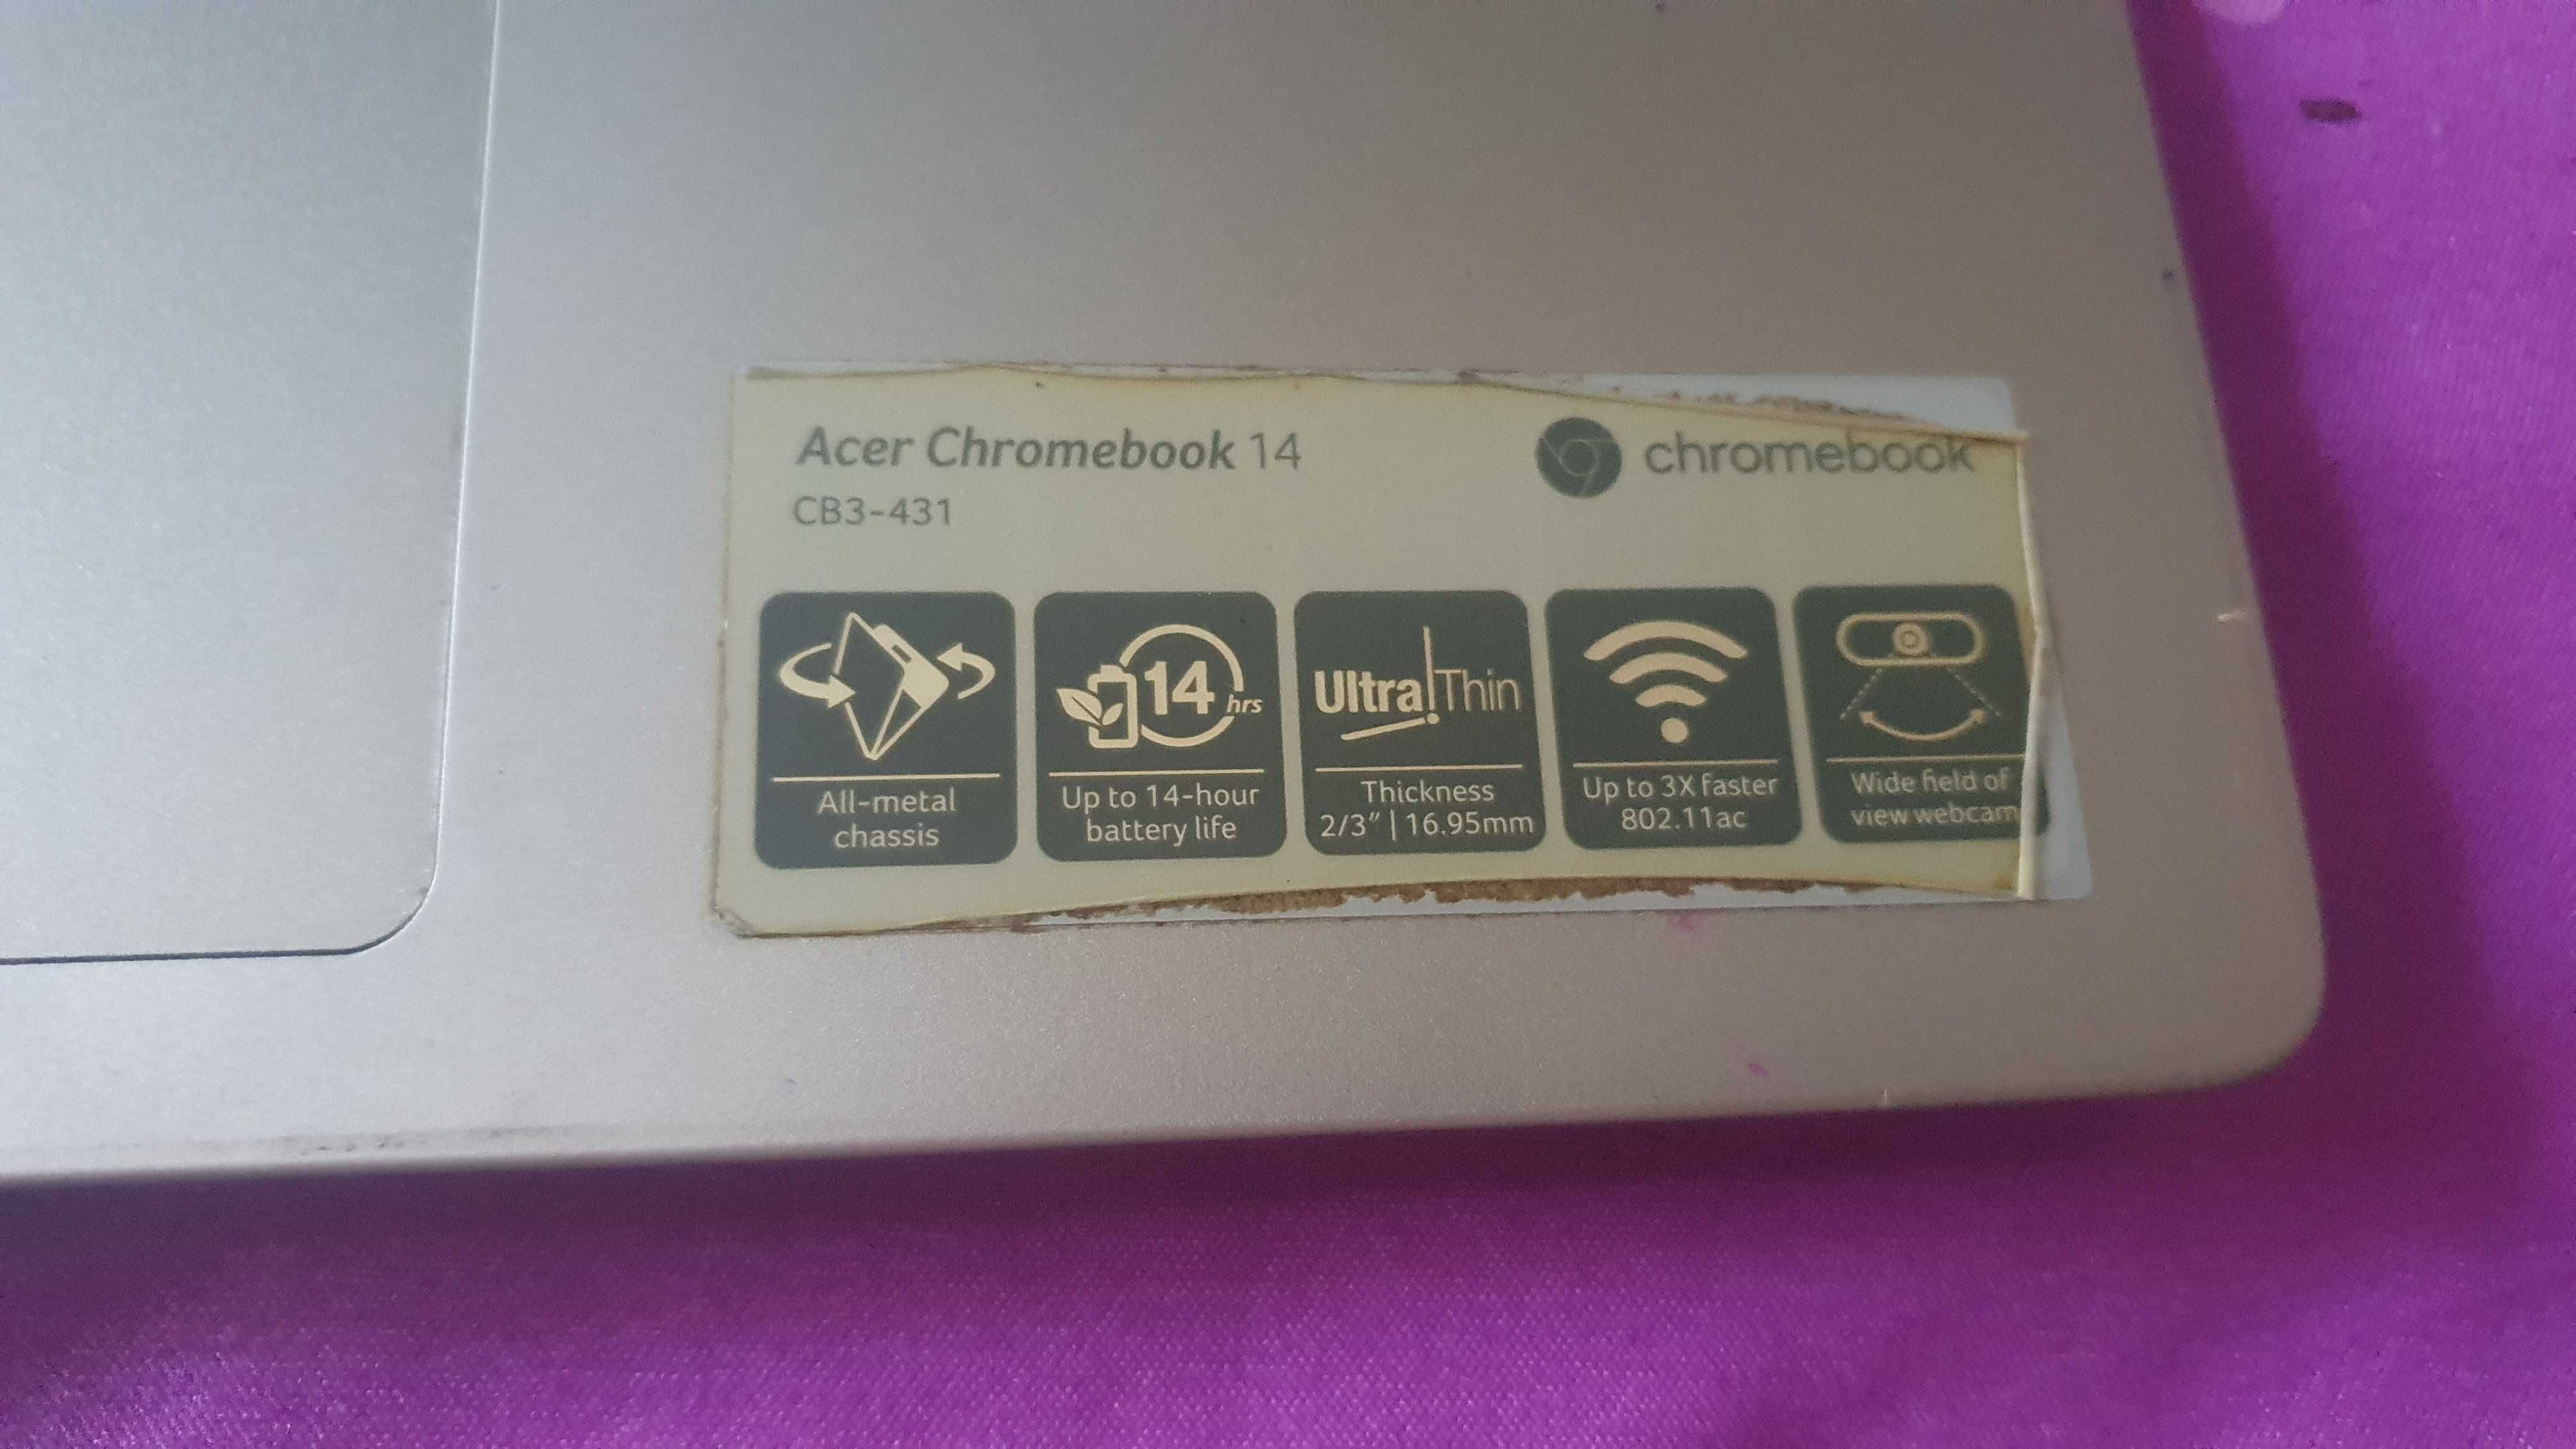 Acer Chromebook 14
chromebook
CB3-431
14 hrs
Ultra Thin
All-metal
chassis
Up to 14-hour
battery life
Thickness
2/3" | 16.95mm
Up to 3X faster
802.11ac
Wide field of
view webcam